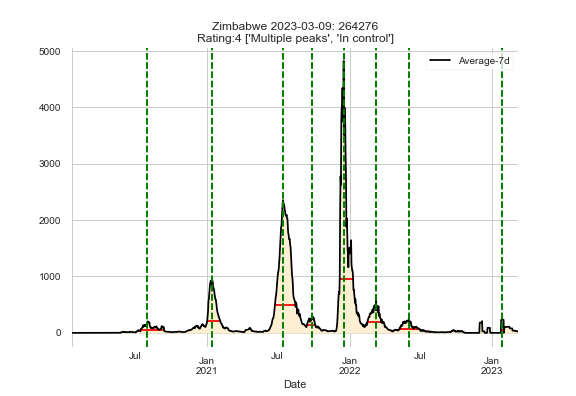 Zimbabwe 2023-03-09: 264276
Rating:4 ['Multiple peaks', 'In control']
Average-7d
5000
4000
3000
2000
1000
0
Jul
Jan
2021
Jul
Jan
2022
Jul
Jan
2023
Date